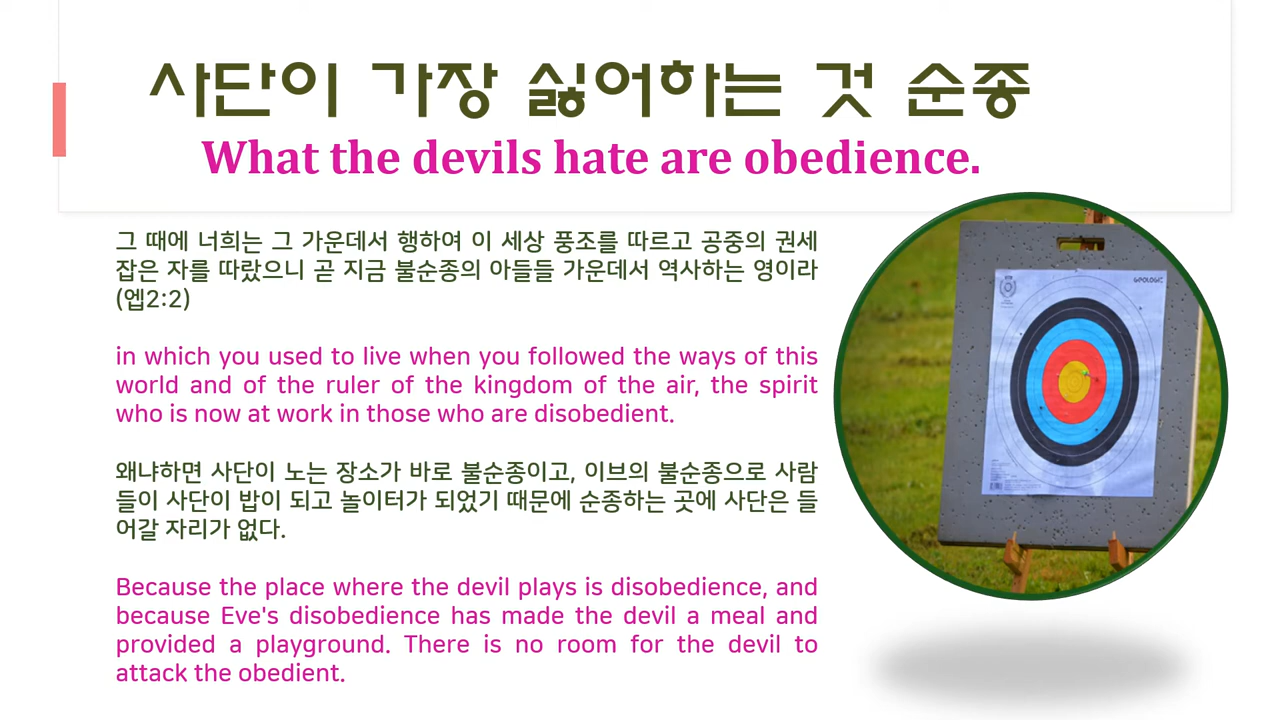 사단이 가장 싫어하는 것 순종
What the devils hate are obedience.
그 때에 너희는 그 가운데서 행하여 이 세상 풍조를 따르고 공중의 권세
잡은 자를 따랐으니 곧 지금 불순종의 아들들 가운데서 역사하는 영이라
(엡2:2)
in which you used to live when you followed the ways of this
world and of the ruler of the kingdom of the air, the spirit
who is now at work in those who are disobedient.
왜냐하면 사단이 노는 장소가 바로 불순종이고, 이브의 불순종으로 사람
들이 사단이 밥이 되고 놀이터가 되었기 때문에 순종하는 곳에 사단은 들
어갈 자리가 없다.
Because the place where the devil plays is disobedience, and
because Eve's disobedience has made the devil a meal and
provided a playground. There is no room for the devil to
attack the obedient.
GEOLOGIC